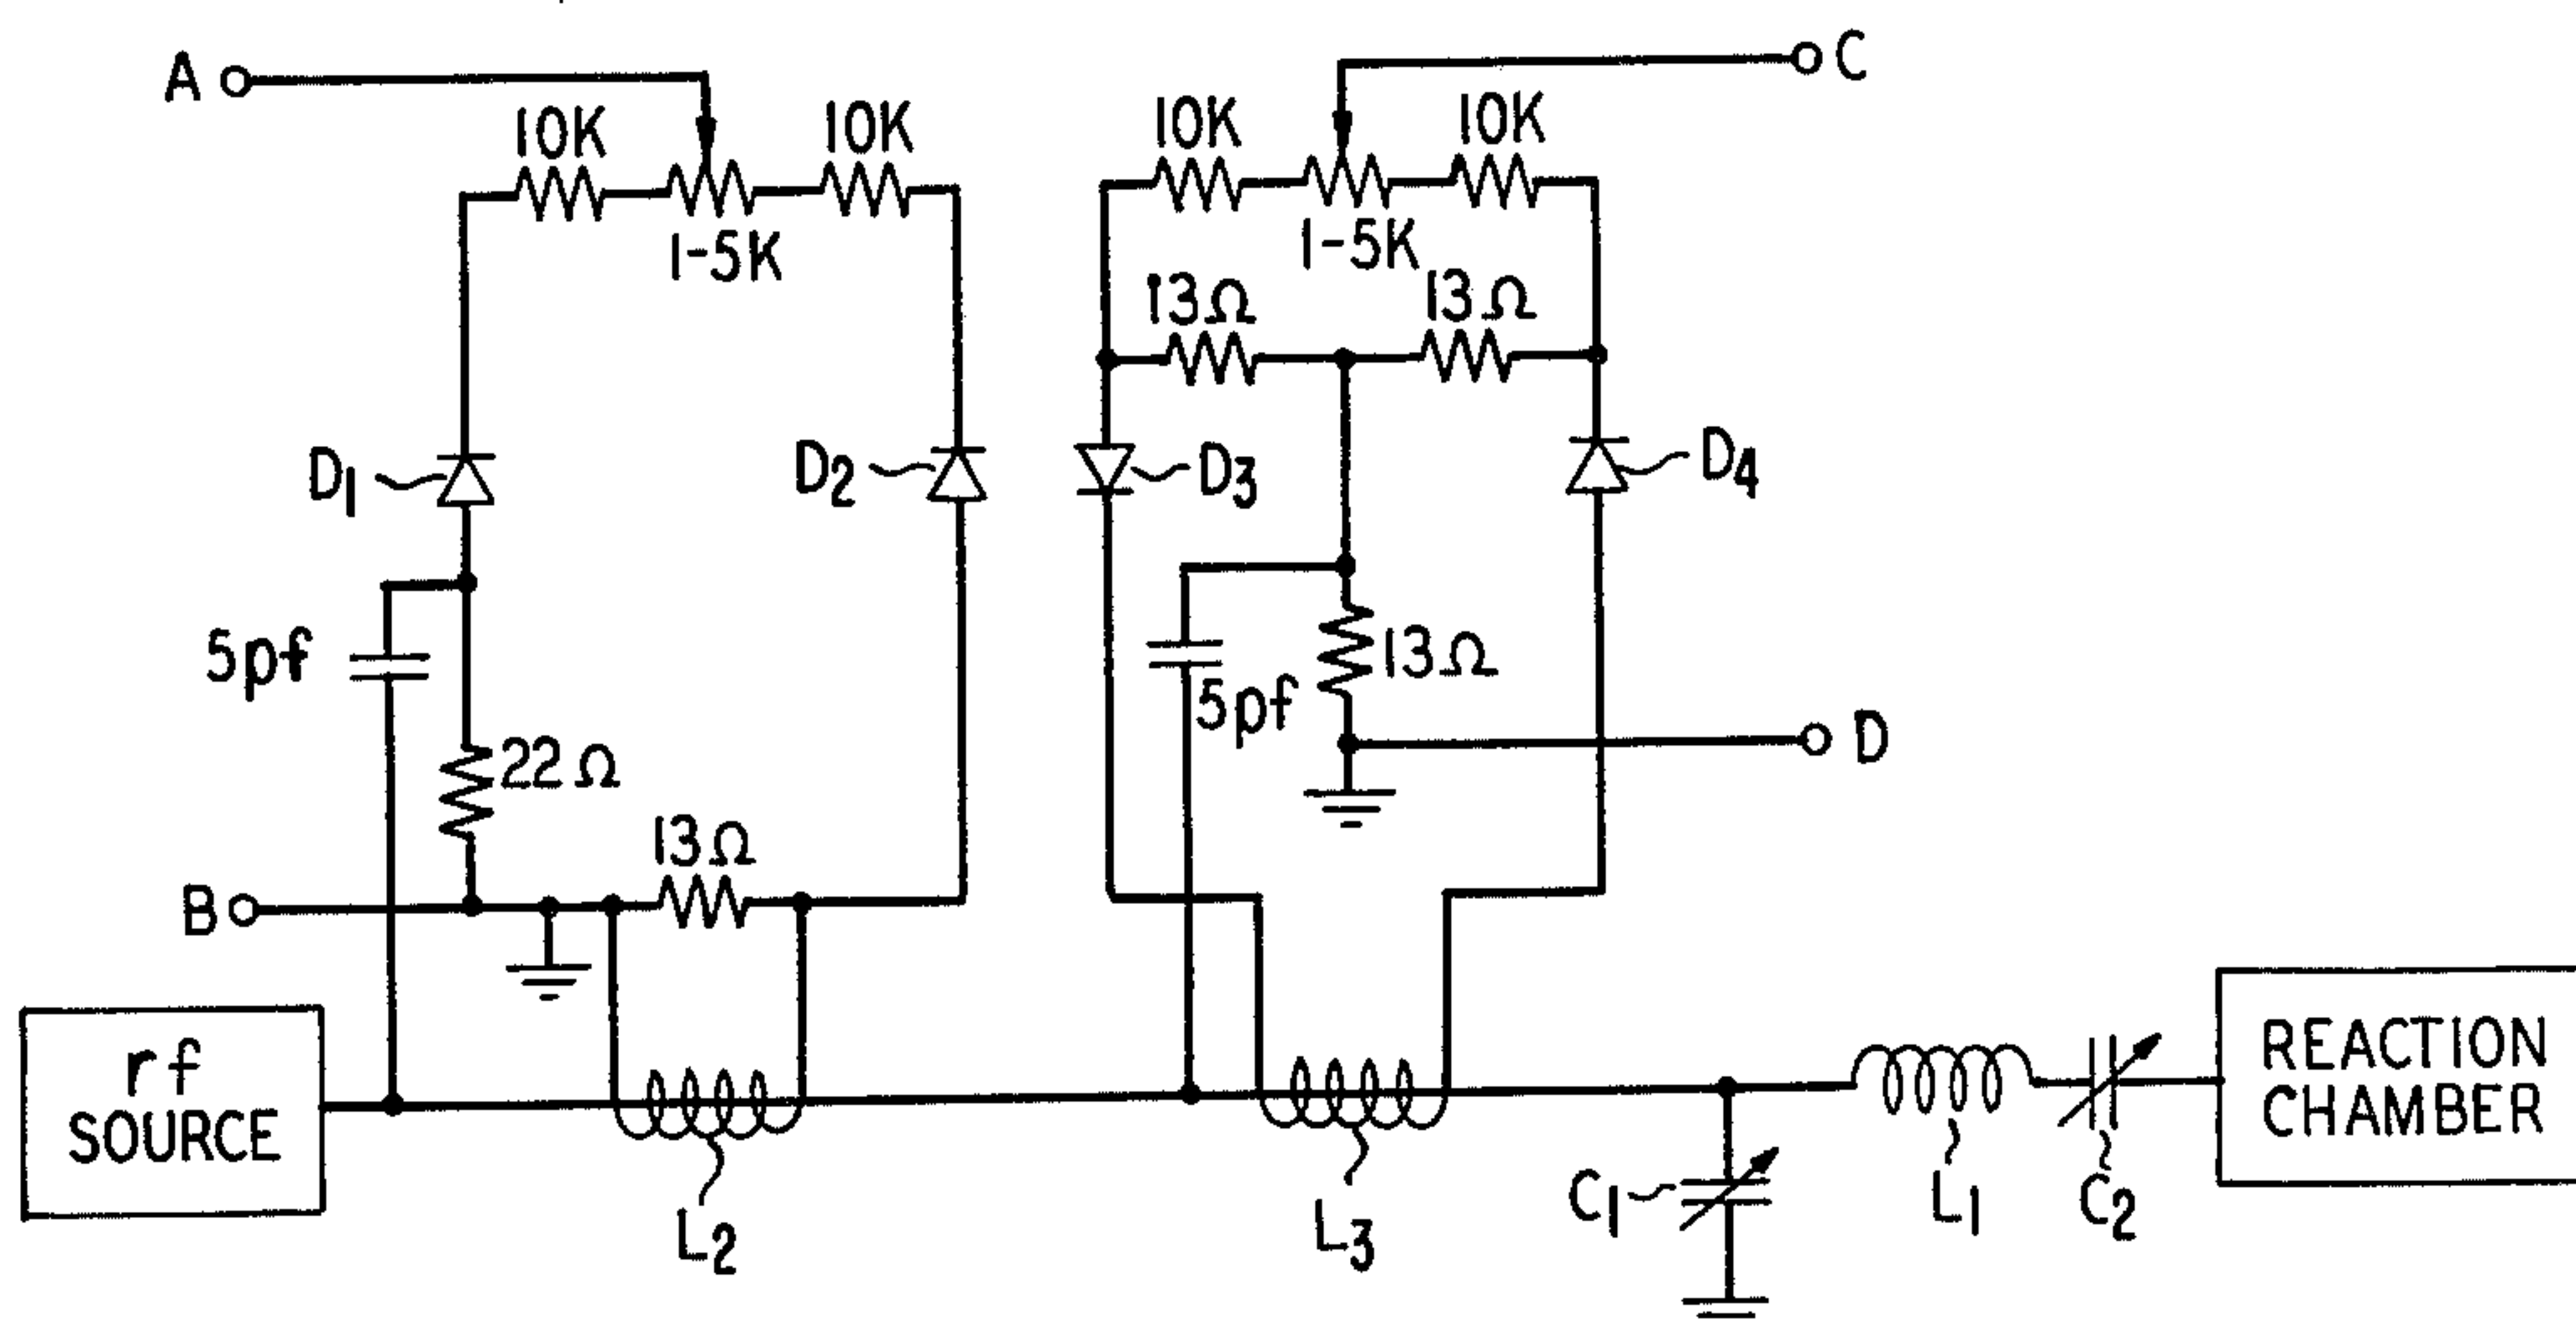 A
C
10K
10K
10K
10K
1-5K
1-5K
13Ω
13Ω
D1
D2
D3
D4
5pf
13Ω
5pf
D
22Ω
13Ω
B
rf
SOURCE
REACTION
CHAMBER
L2
L3
C1
L1
C2